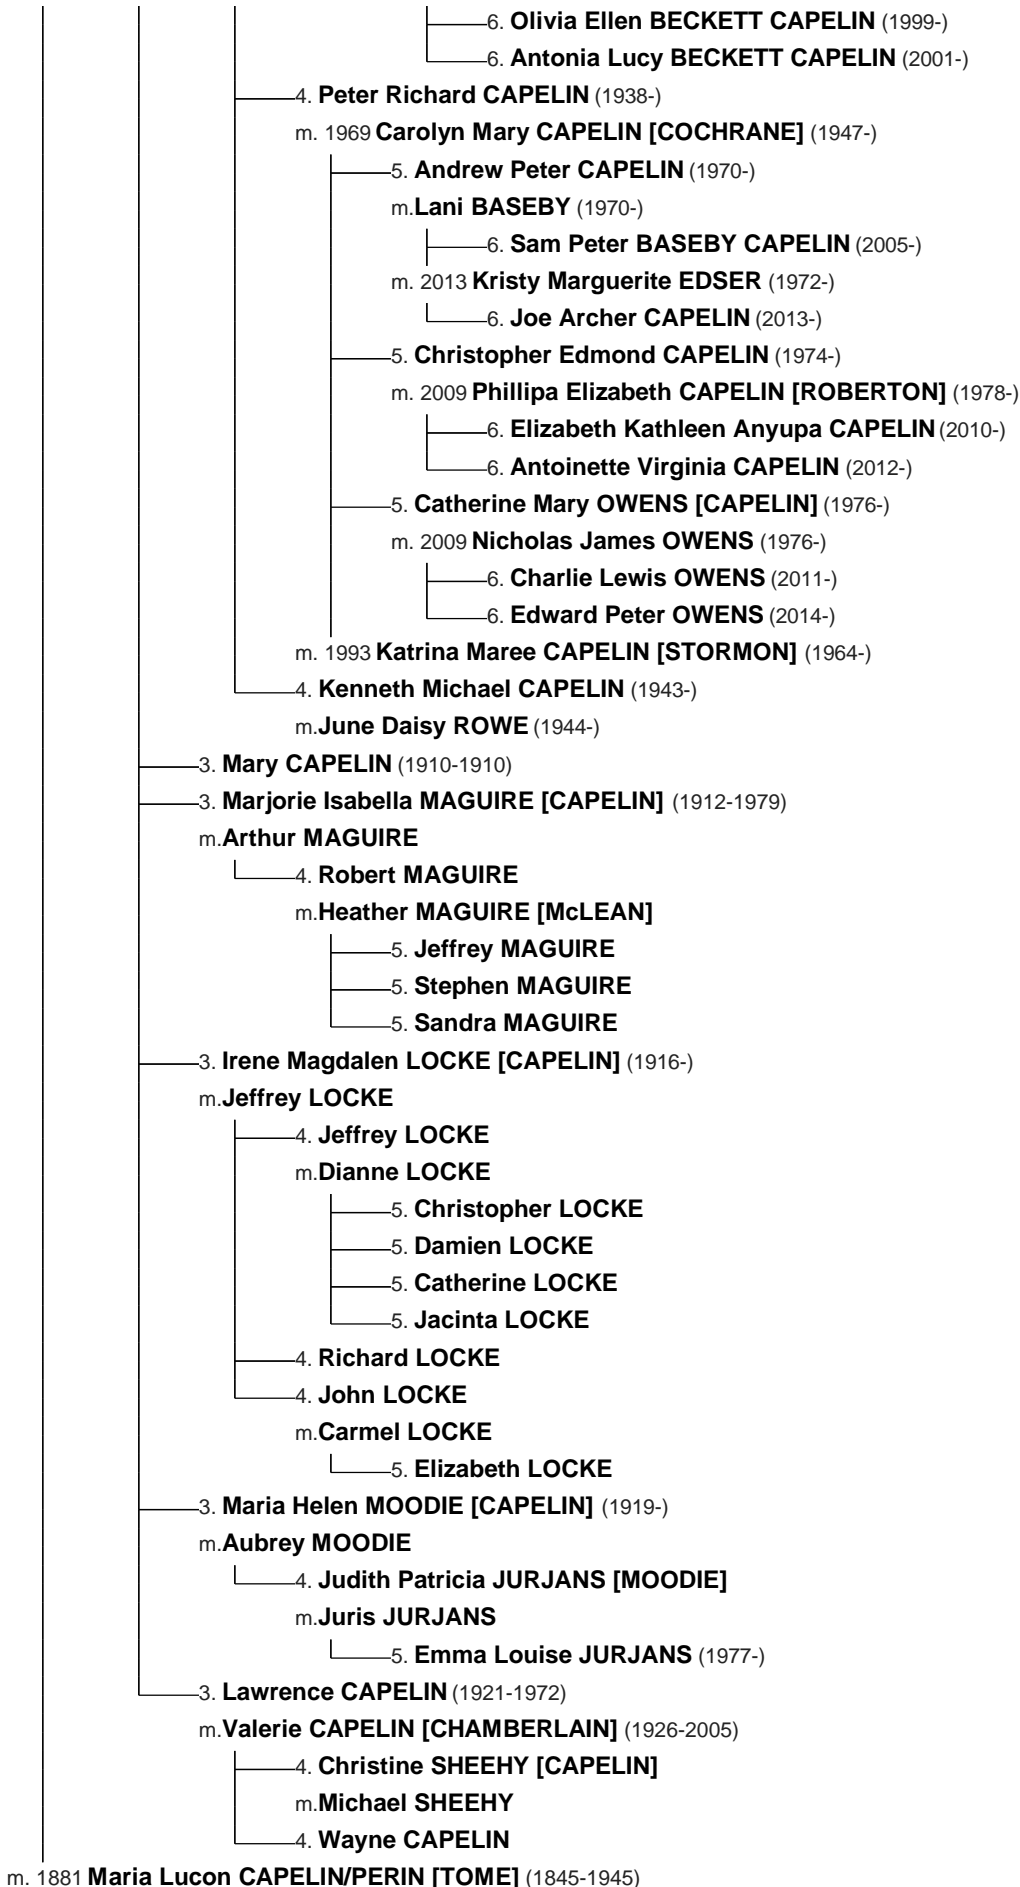 6. Olivia Ellen BECKETT CAPELIN (1999-)
6. Antonia Lucy BECKETT CAPELIN (2001-)
4. Peter Richard CAPELIN (1938-)
m. 1969 Carolyn Mary CAPELIN [COCHRANE] (1947-)
5. Andrew Peter CAPELIN (1970-)
m.Lani BASEBY (1970-)
6. Sam Peter BASEBY CAPELIN (2005-)
m. 2013 Kristy Marguerite EDSER (1972-)
6. Joe Archer CAPELIN (2013-)
5. Christopher Edmond CAPELIN (1974-)
m. 2009 Phillipa Elizabeth CAPELIN [ROBERTON] (1978-)
6. Elizabeth Kathleen Anyupa CAPELIN (2010-)
6. Antoinette Virginia CAPELIN (2012-)
5. Catherine Mary OWENS [CAPELIN] (1976-)
m. 2009 Nicholas James OWENS (1976-)
6. Charlie Lewis OWENS (2011-)
6. Edward Peter OWENS (2014-)
m. 1993 Katrina Maree CAPELIN [STORMON] (1964-)
4. Kenneth Michael CAPELIN (1943-)
m.June Daisy ROWE (1944-)
3. Mary CAPELIN (1910-1910)
3. Marjorie Isabella MAGUIRE [CAPELIN] (1912-1979)
m.Arthur MAGUIRE
4. Robert MAGUIRE
m.Heather MAGUIRE [McLEAN]
5. Jeffrey MAGUIRE
5. Stephen MAGUIRE
5. Sandra MAGUIRE
3. Irene Magdalen LOCKE [CAPELIN] (1916-)
m.Jeffrey LOCKE
4. Jeffrey LOCKE
m.Dianne LOCKE
5. Christopher LOCKE
5. Damien LOCKE
5. Catherine LOCKE
5. Jacinta LOCKE
4. Richard LOCKE
4. John LOCKE
m.Carmel LOCKE
5. Elizabeth LOCKE
3. Maria Helen MOODIE [CAPELIN] (1919-)
m.Aubrey MOODIE
4. Judith Patricia JURJANS [MOODIE]
m.Juris JURJANS
5. Emma Louise JURJANS (1977-)
3. Lawrence CAPELIN (1921-1972)
m.Valerie CAPELIN [CHAMBERLAIN] (1926-2005)
4. Christine SHEEHY [CAPELIN]
m.Michael SHEEHY
4. Wayne CAPELIN
m. 1881 Maria Lucon CAPELIN/PERIN [TOME] (1845-1945)